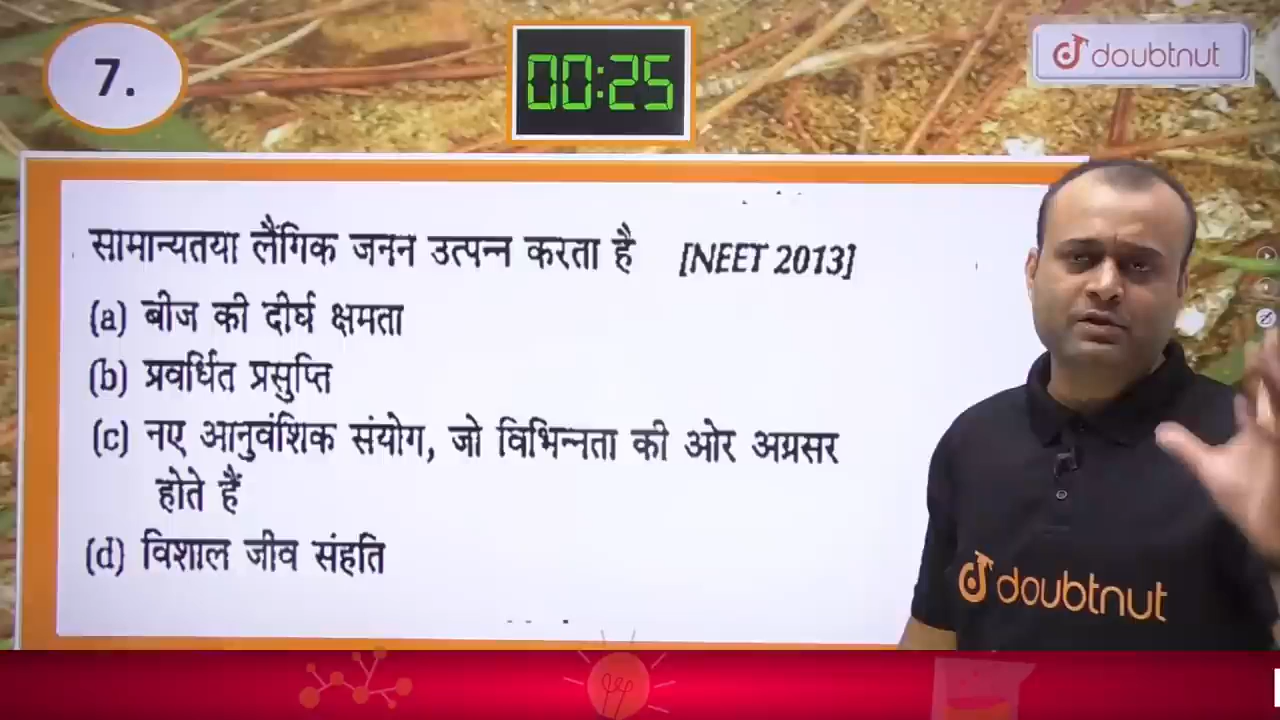 7.
00:25
doubtnut
सामान्यतया लैंगिक जनन उत्पन्न करता है [NEET 2013]
(a) बीज की दीर्घ क्षमता
(b) प्रवर्धित प्रसुप्ति
(c) नए आनुवंशिक संयोग, जो विभिन्नता की ओर अग्रसर
होते हैं
(d) विशाल जीव संहति
doubtnut